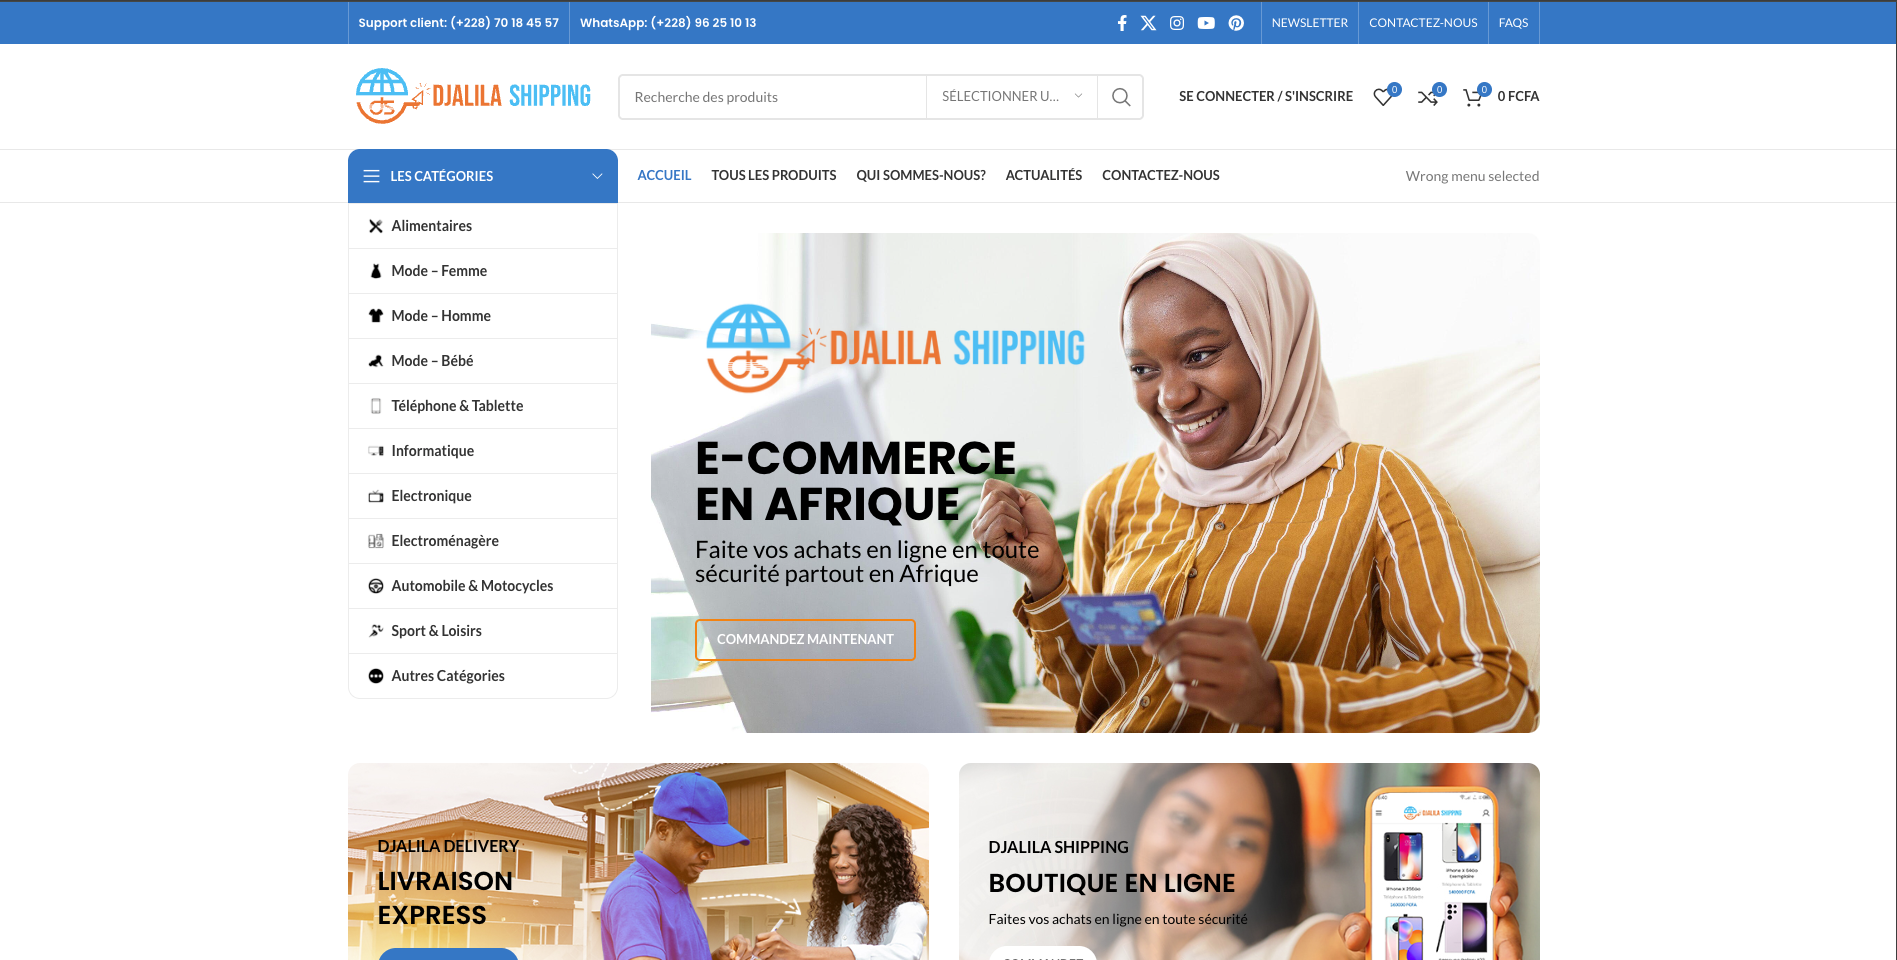 Support client: (+228) 70 18 45 57
WhatsApp: (+228) 96 25 10 13
NEWSLETTER
CONTACTEZ-NOUS
FAQS
DJALILA SHIPPING
Recherche des produits
SÉLECTIONNER U...
SE CONNECTER / S'INSCRIRE
0
0
0
0 FCFA
LES CATÉGORIES
ACCUEIL
TOUS LES PRODUITS
QUI SOMMES-NOUS?
ACTUALITÉS
CONTACTEZ-NOUS
Wrong menu selected
Alimentaires
Mode – Femme
Mode – Homme
Mode – Bébé
Téléphone & Tablette
Informatique
Electronique
Electroménagère
Automobile & Motocycles
Sport & Loisirs
Autres Catégories
DJALILA SHIPPING
E-COMMERCE
EN AFRIQUE
Faite vos achats en ligne en toute
sécurité partout en Afrique
COMMANDEZ MAINTENANT
DJALILA DELIVERY
LIVRAISON
EXPRESS
DJALILA SHIPPING
BOUTIQUE EN LIGNE
Faites vos achats en ligne en toute sécurité
DJALILA SHIPPING